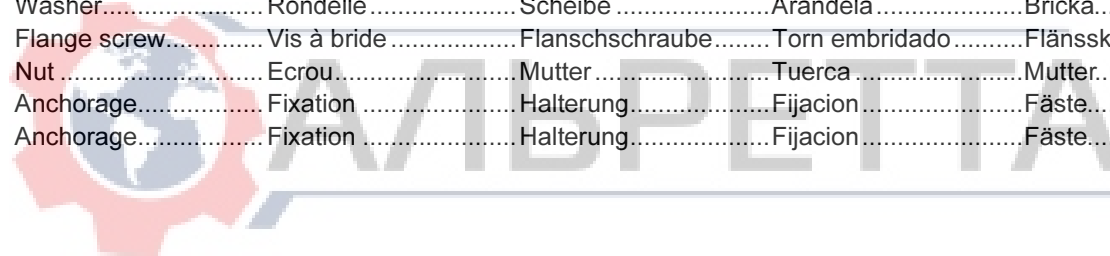 Washer.....................Rondelle......................Scheibe......................Arandela......................Bricka...
Flange screw..............Vis à bride...................Flanschschraube.......Torn embridado..........
Nut..............................Ecrou...........................Mutter.........................Tuerca........................Mutter..
Anchorage..................Fixation.......................Halterung....................Fijacion.......................Fäste...
Anchorage..................Fixation.......................Halterung....................Fijacion.......................Fäste...
АЛЬРЕТТА